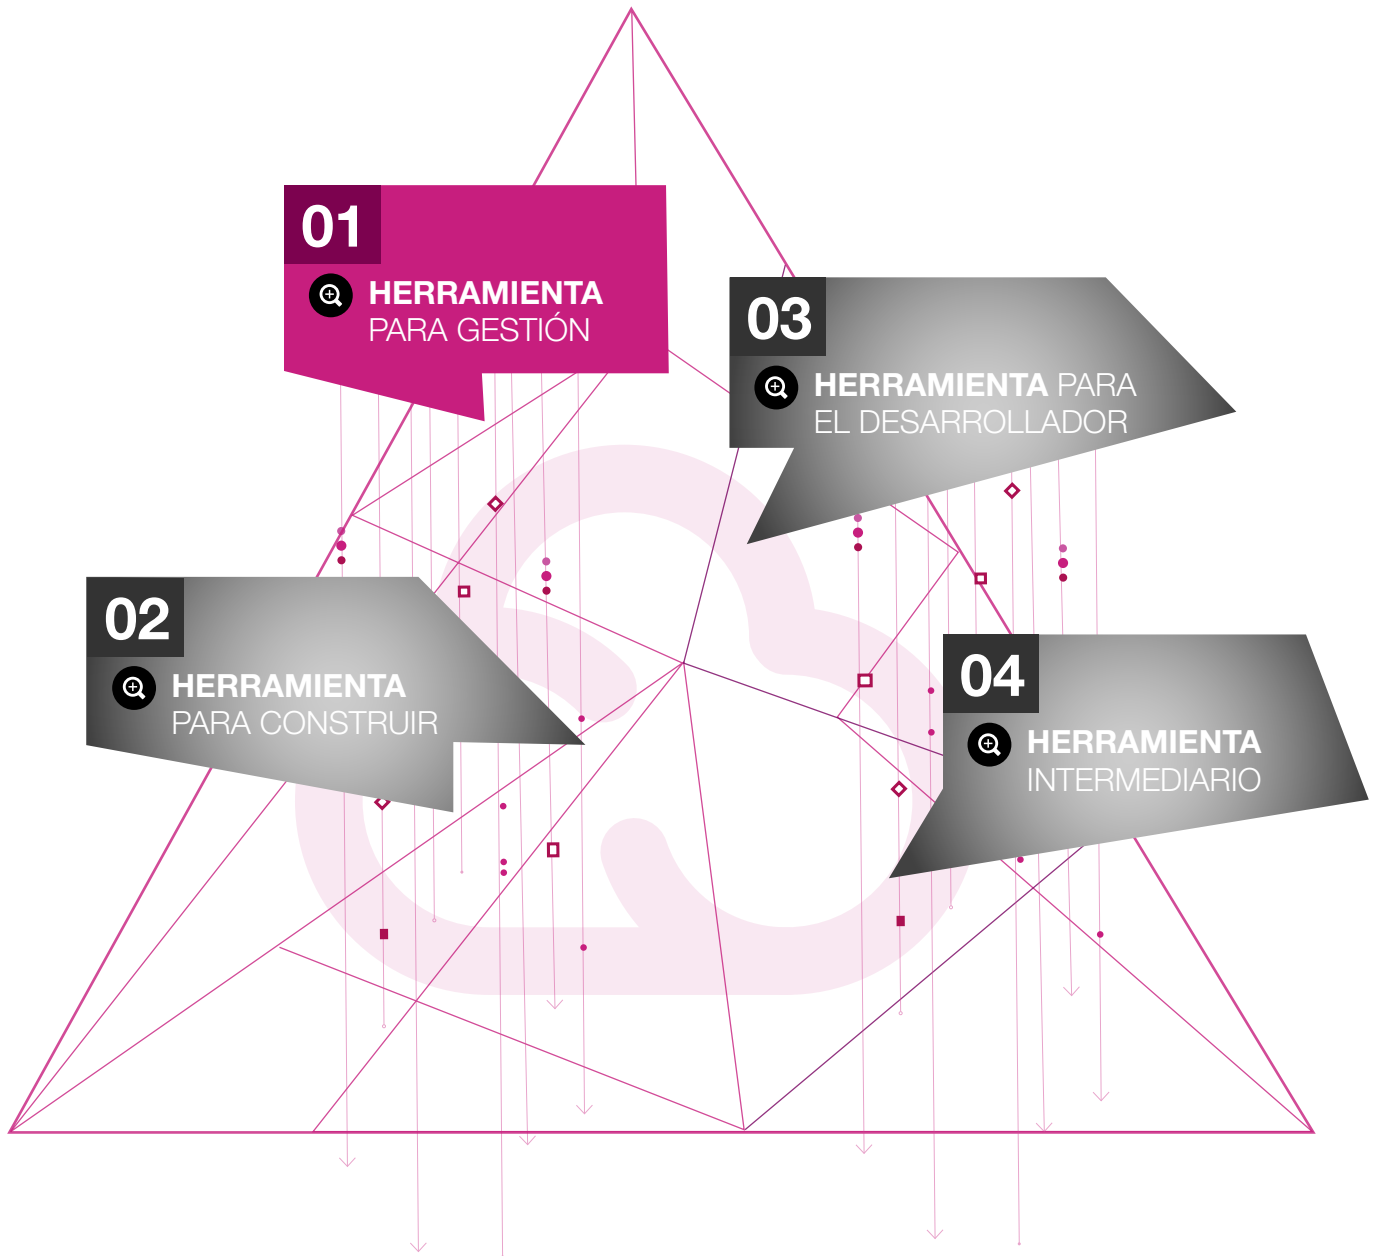 01
HERRAMIENTA
PARA GESTIÓN
02
HERRAMIENTA
PARA CONSTRUIR
03
HERRAMIENTA PARA
EL DESARROLLADOR
04
HERRAMIENTA
INTERMEDIARIO